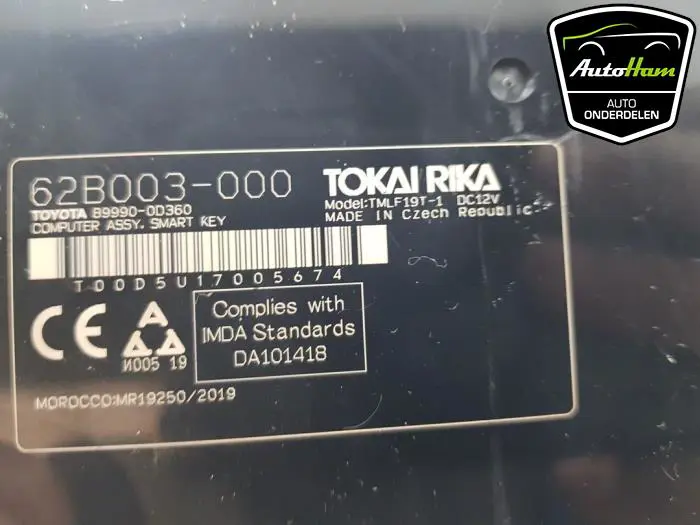 AutoHam
AUTO
ONDERDELEN
62B003-000
TOKAI RIKA
TOYOTA 89990-0D360
Model:TMLF19T-1 DC12V
COMPUTER ASSY, SMART KEY
MADE IN Czech Republic
T00D5U17005674
CE
И005 19
Complies with
IMDA Standards
DA101418
MOROCCO:MR19250/2019